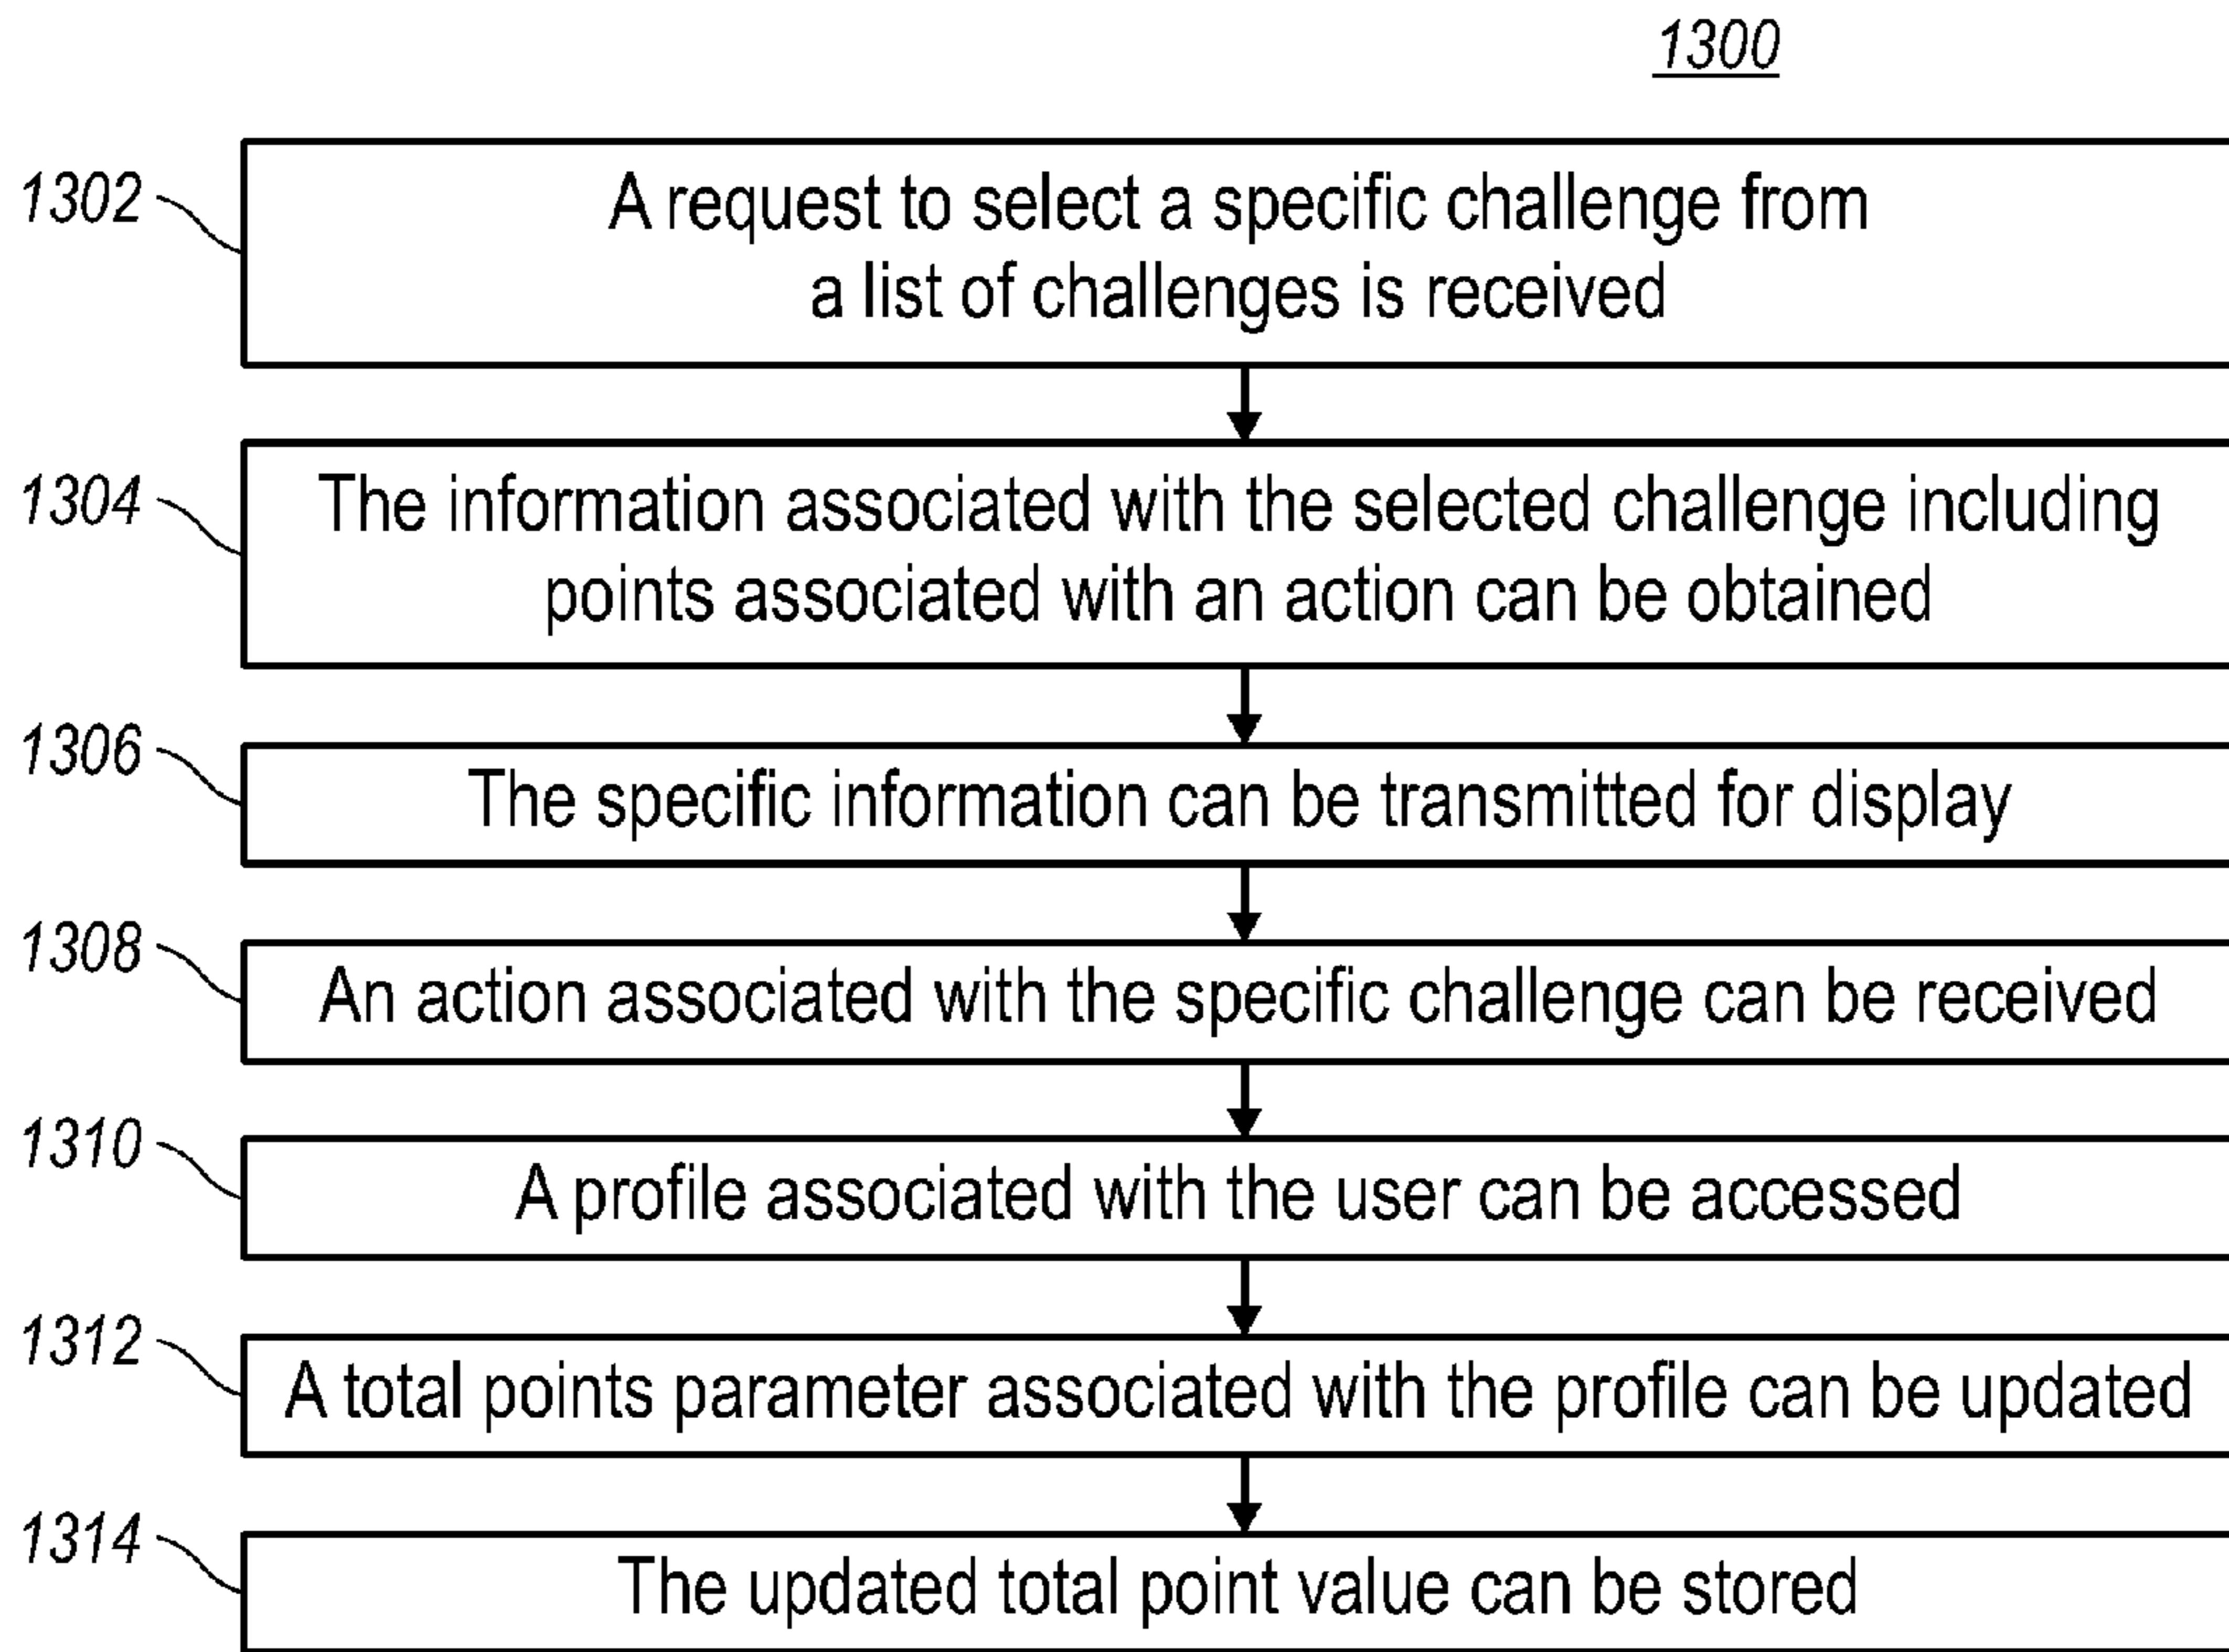 1300
1302
A request to select a specific challenge from
a list of challenges is received
1304
The information associated with the selected challenge including
points associated with an action can be obtained
1306
The specific information can be transmitted for display
1308
An action associated with the specific challenge can be received
1310
A profile associated with the user can be accessed
1312
A total points parameter associated with the profile can be updated
1314
The updated total point value can be stored